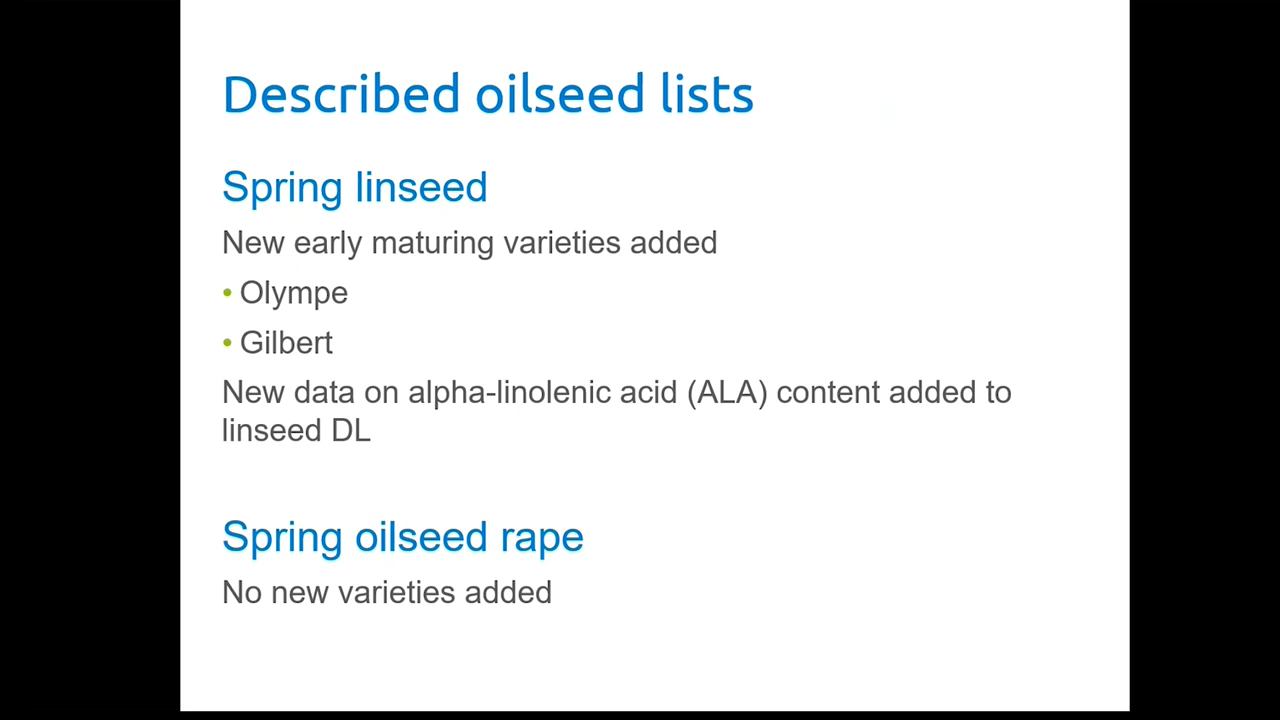 Described oilseed lists
Spring linseed
New early maturing varieties added
• Olympe
• Gilbert
New data on alpha-linolenic acid (ALA) content added to
linseed DL
Spring oilseed rape
No new varieties added